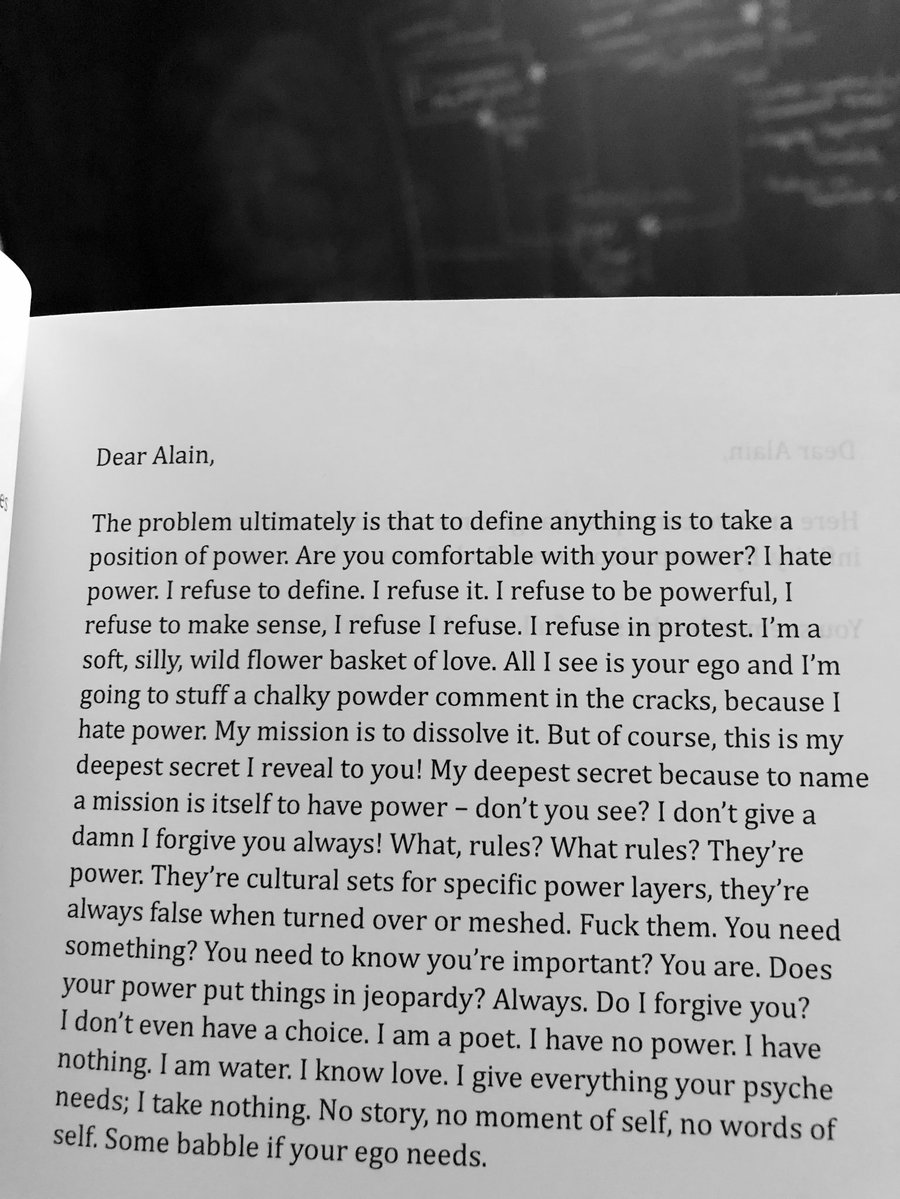 Dear Alain,
The problem ultimately is that to define anything is to take a
position of power. Are you comfortable with your power? I hate
power. I refuse to define. I refuse it. I refuse to be powerful, I
refuse to make sense, I refuse I refuse. I refuse in protest. I’m a
soft, silly, wild flower basket of love. All I see is your ego and I’m
going to stuff a chalky powder comment in the cracks, because I
hate power. My mission is to dissolve it. But of course, this is my
deepest secret I reveal to you! My deepest secret because to name
a mission is itself to have power – don’t you see? I don’t give a
damn I forgive you always! What, rules? What rules? They’re
power. They’re cultural sets for specific power layers, they’re
always false when turned over or meshed. Fuck them. You need
something? You need to know you’re important? You are. Does
your power put things in jeopardy? Always. Do I forgive you?
I don’t even have a choice. I am a poet. I have no power. I have
nothing. I am water. I know love. I give everything your psyche
needs; I take nothing. No story, no moment of self, no words of
self. Some babble if your ego needs.